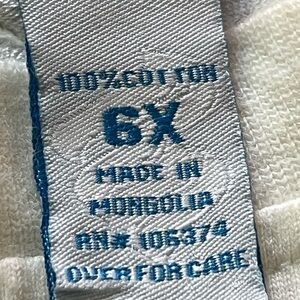 100% COTTON
6X
MADE IN
MONGOLIA
RN# 106374
OVER FOR CARE